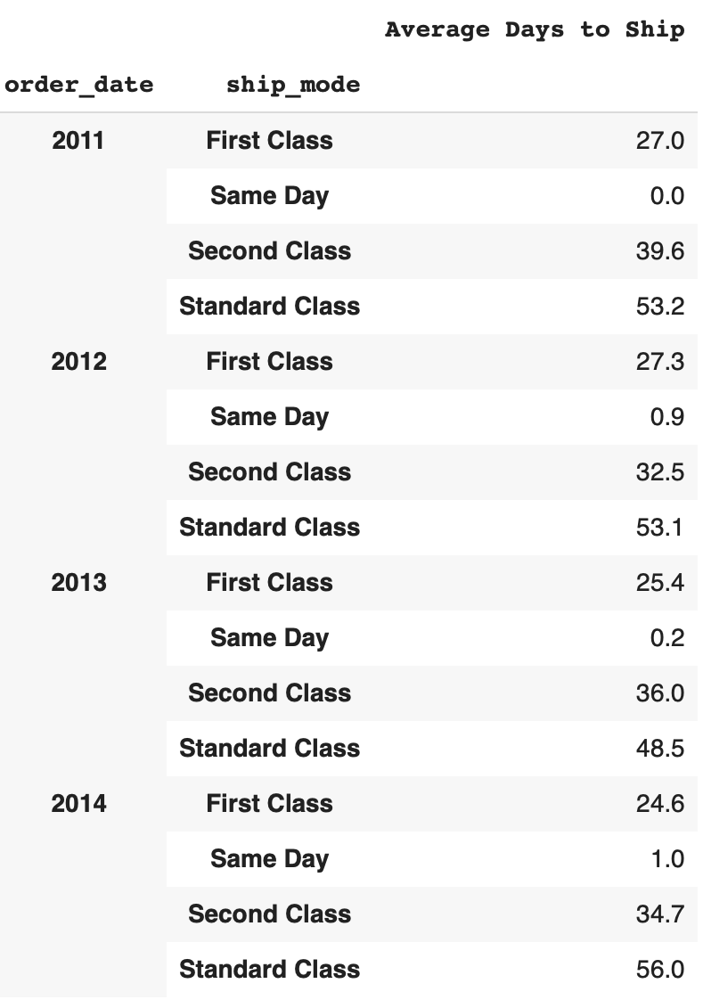 Average Days to Ship
order_date ship_mode
2011 First Class 27.0
Same Day 0.0
Second Class 39.6
Standard Class 53.2
2012 First Class 27.3
Same Day 0.9
Second Class 32.5
Standard Class 53.1
2013 First Class 25.4
Same Day 0.2
Second Class 36.0
Standard Class 48.5
2014 First Class 24.6
Same Day 1.0
Second Class 34.7
Standard Class 56.0